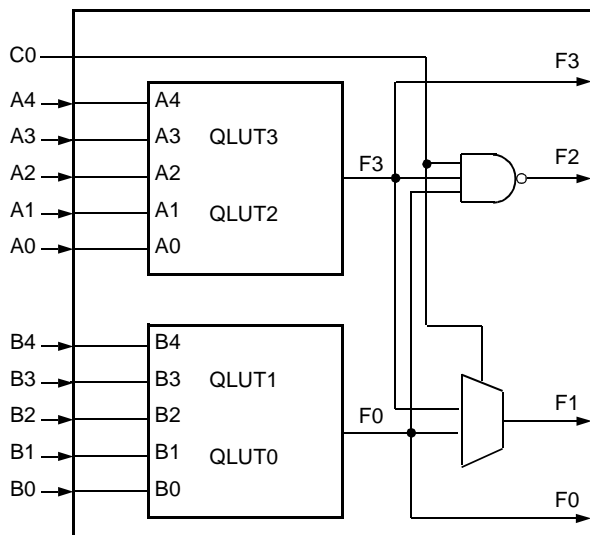 C0
F3
A4
A4
A3
A3
QLUT3
F2
A2
A2
F3
A1
A1
QLUT2
A0
A0
B4
B4
B3
B3
QLUT1
B2
B2
F0
F1
B1
B1
QLUT0
B0
B0
F0